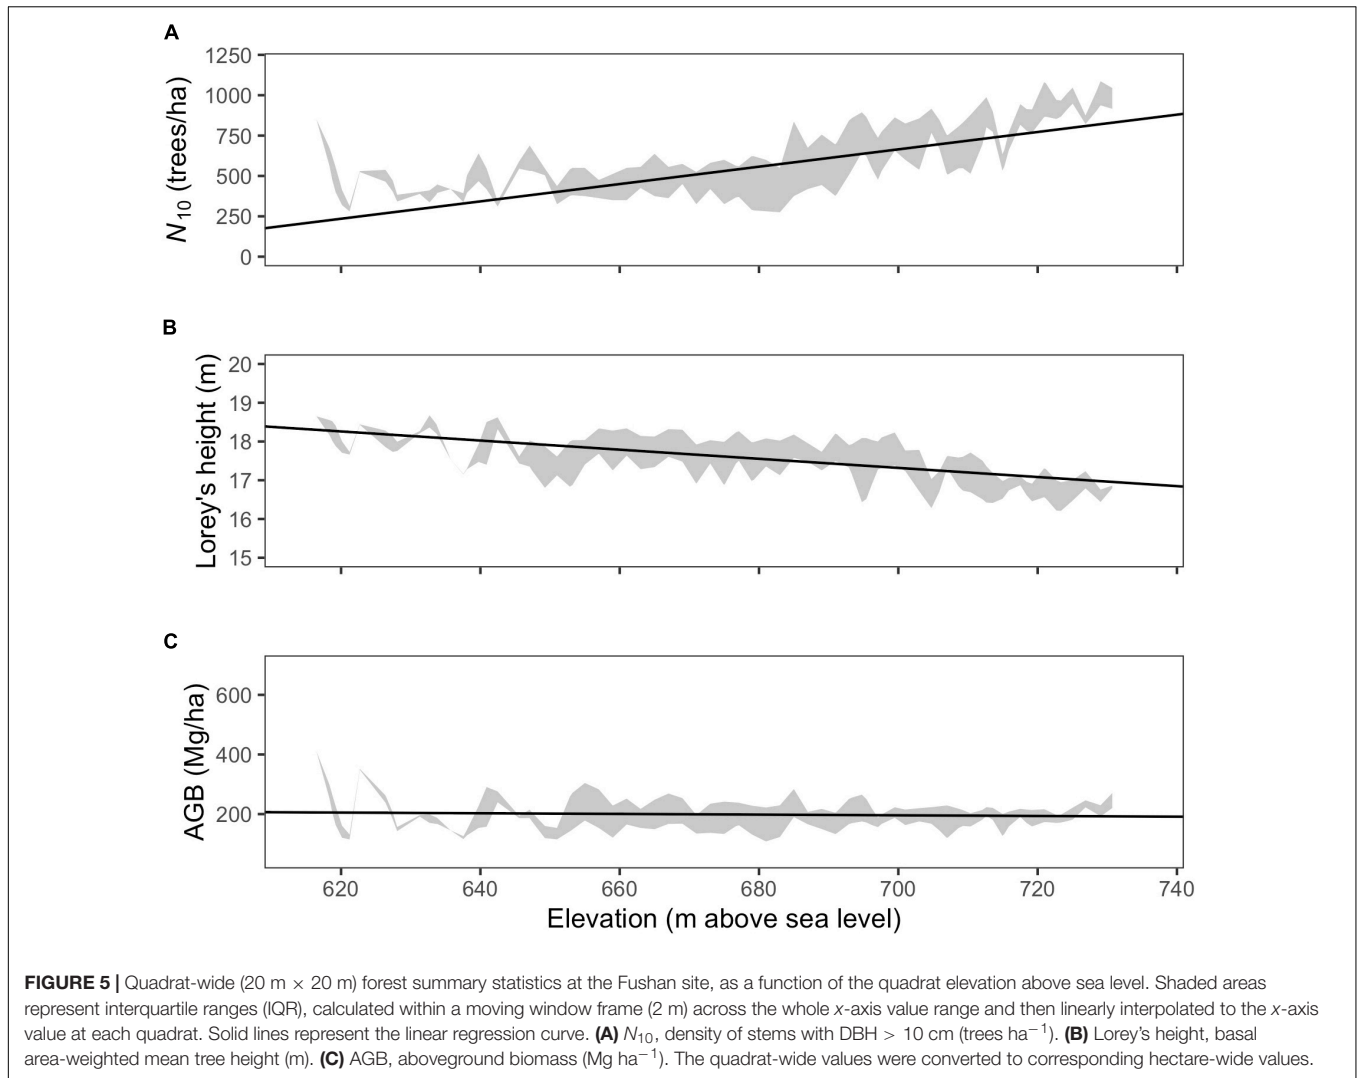 A
1250
1000
750
500
250
0
N10 (trees/ha)
B
20
19
18
17
16
15
Lorey's height (m)
C
600
400
200
AGB (Mg/ha)
620 640 660 680 700 720 740
Elevation (m above sea level)
FIGURE 5 | Quadrat-wide (20 m × 20 m) forest summary statistics at the Fushan site, as a function of the quadrat elevation above sea level. Shaded areas
represent interquartile ranges (IQR), calculated within a moving window frame (2 m) across the whole x-axis value range and then linearly interpolated to the x-axis
value at each quadrat. Solid lines represent the linear regression curve. (A) N10, density of stems with DBH > 10 cm (trees ha−1). (B) Lorey's height, basal
area-weighted mean tree height (m). (C) AGB, aboveground biomass (Mg ha−1). The quadrat-wide values were converted to corresponding hectare-wide values.